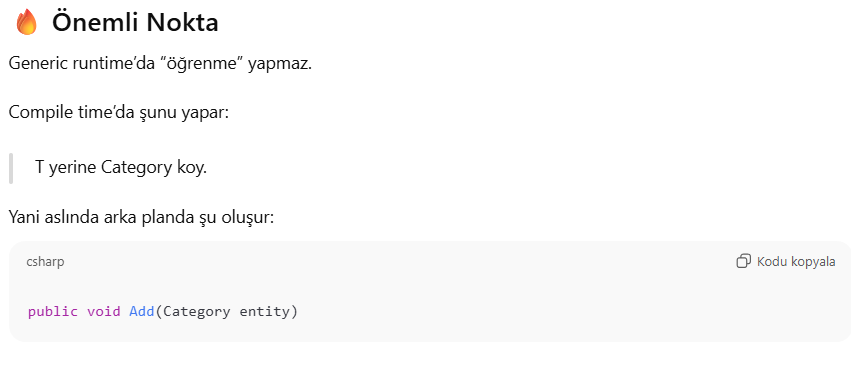 🔥 Önemli Nokta
Generic runtime’da “öğrenme” yapmaz.
Compile time’da şunu yapar:
T yerine Category koy.
Yani aslında arka planda şu oluşur:
csharp
Kodu kopyala
public void Add(Category entity)